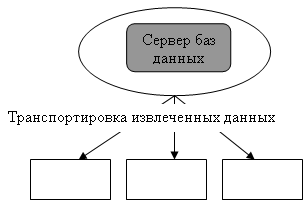 Сервер баз
данных
Транспортировка извлеченных данных